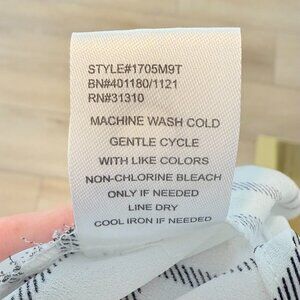 STYLE#1705M9T
BN#401180/1121
RN#31310
MACHINE WASH COLD
GENTLE CYCLE
WITH LIKE COLORS
NON-CHLORINE BLEACH
ONLY IF NEEDED
LINE DRY
COOL IRON IF NEEDED